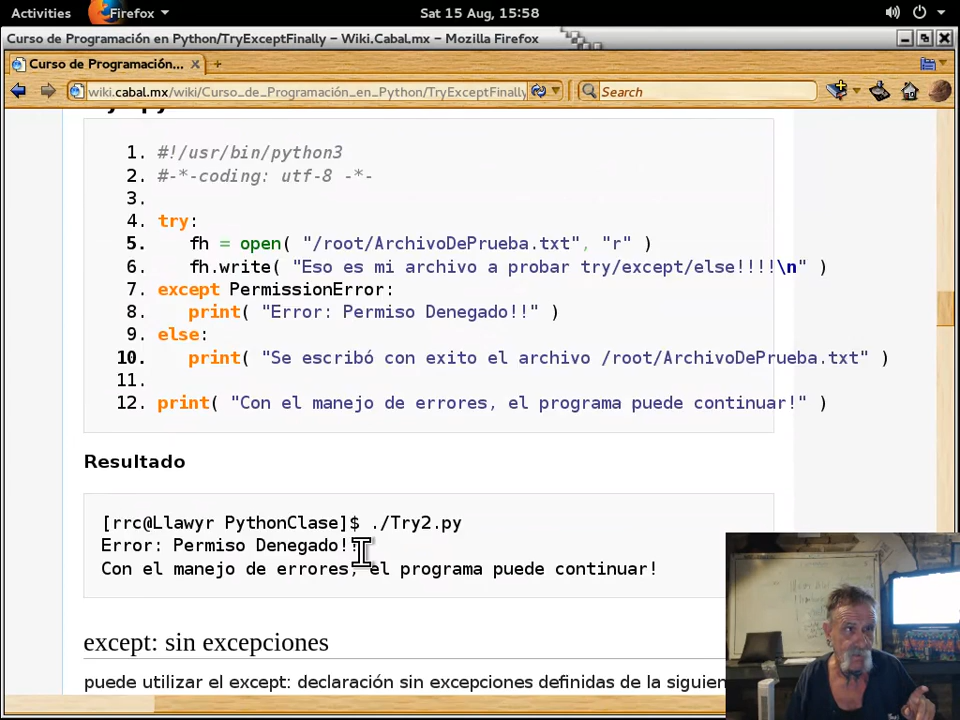 Activities Firefox Sat 15 Aug, 15:58
Curso de Programación en Python/TryExceptFinally – Wiki.Cabal.mx – Mozilla Firefox
Curso de Programación... × +
wiki.cabal.mx/wiki/Curso_de_Programación_en_Python/TryExceptFinally Search
1. #!/usr/bin/python3
2. #-*-coding: utf-8 -*-
3.
4. try:
5. fh = open( "/root/ArchivoDePrueba.txt", "r" )
6. fh.write( "Eso es mi archivo a probar try/except/else!!!!\n" )
7. except PermissionError:
8. print( "Error: Permiso Denegado!!" )
9. else:
10. print( "Se escribó con exito el archivo /root/ArchivoDePrueba.txt" )
11.
12. print( "Con el manejo de errores, el programa puede continuar!" )
Resultado
[rrc@Llawyr PythonClase]$ ./Try2.py
Error: Permiso Denegado!!
Con el manejo de errores, el programa puede continuar!
except: sin excepciones
puede utilizar el except: declaración sin excepciones definidas de la